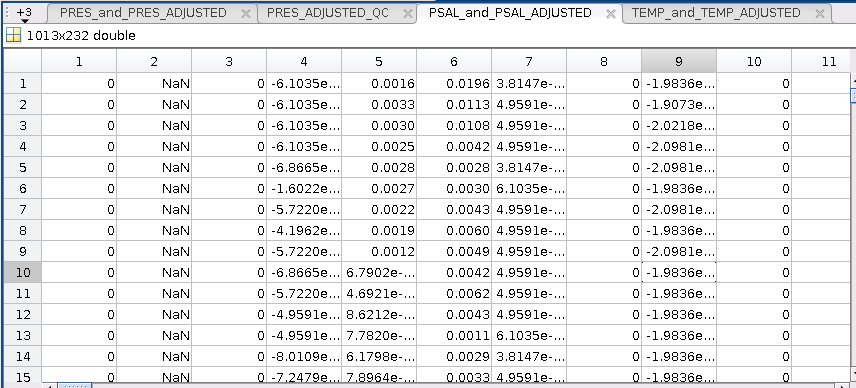 +3 PRES_and_PRES_ADJUSTED PRES_ADJUSTED_QC PSAL_and_PSAL_ADJUSTED TEMP_and_TEMP_ADJUSTED
1013x232 double
1 2 3 4 5 6 7 8 9 10 11
1 0 NaN 0 -6.1035e... 0.0016 0.0196 3.8147e-... 0 -1.9836e... 0
2 0 NaN 0 -6.1035e... 0.0033 0.0113 4.9591e-... 0 -1.9073e... 0
3 0 NaN 0 -6.1035e... 0.0030 0.0108 4.9591e-... 0 -2.0218e... 0
4 0 NaN 0 -6.1035e... 0.0025 0.0042 4.9591e-... 0 -2.0981e... 0
5 0 NaN 0 -6.8665e... 0.0028 0.0028 3.8147e-... 0 -2.0981e... 0
6 0 NaN 0 -1.6022e... 0.0027 0.0030 6.1035e-... 0 -1.9836e... 0
7 0 NaN 0 -5.7220e... 0.0022 0.0043 4.9591e-... 0 -2.0981e... 0
8 0 NaN 0 -4.1962e... 0.0019 0.0060 4.9591e-... 0 -1.9836e... 0
9 0 NaN 0 -5.7220e... 0.0012 0.0049 4.9591e-... 0 -2.0981e... 0
10 0 NaN 0 -6.8665e... 6.7902e-... 0.0042 4.9591e-... 0 -1.9836e... 0
11 0 NaN 0 -5.7220e... 4.6921e-... 0.0062 4.9591e-... 0 -1.9836e... 0
12 0 NaN 0 -4.9591e... 8.6212e-... 0.0043 4.9591e-... 0 -1.9836e... 0
13 0 NaN 0 -4.9591e... 7.7820e-... 0.0011 6.1035e-... 0 -1.9836e... 0
14 0 NaN 0 -8.0109e... 6.1798e-... 0.0029 3.8147e-... 0 -1.9836e... 0
15 0 NaN 0 -7.2479e... 7.8964e-... 0.0033 4.9591e-... 0 -1.9836e... 0